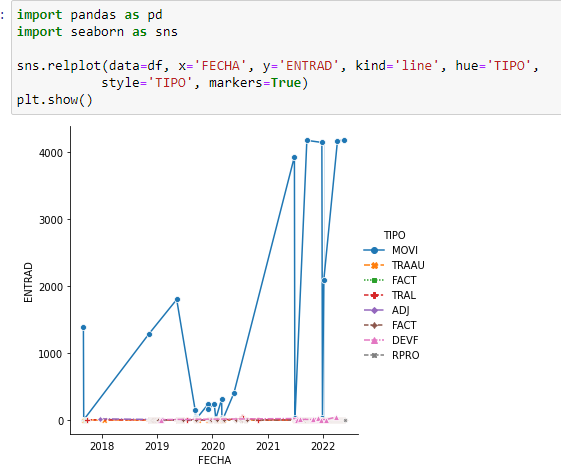 :
import pandas as pd
import seaborn as sns
sns.relplot(data=df, x='FECHA', y='ENTRAD', kind='line', hue='TIPO',
style='TIPO', markers=True)
plt.show()
4000
3000
2000
1000
0
ENTRAD
2018 2019 2020 2021 2022
FECHA
TIPO
MOVI
TRAAU
FACT
TRAL
ADJ
FACT
DEVF
RPRO